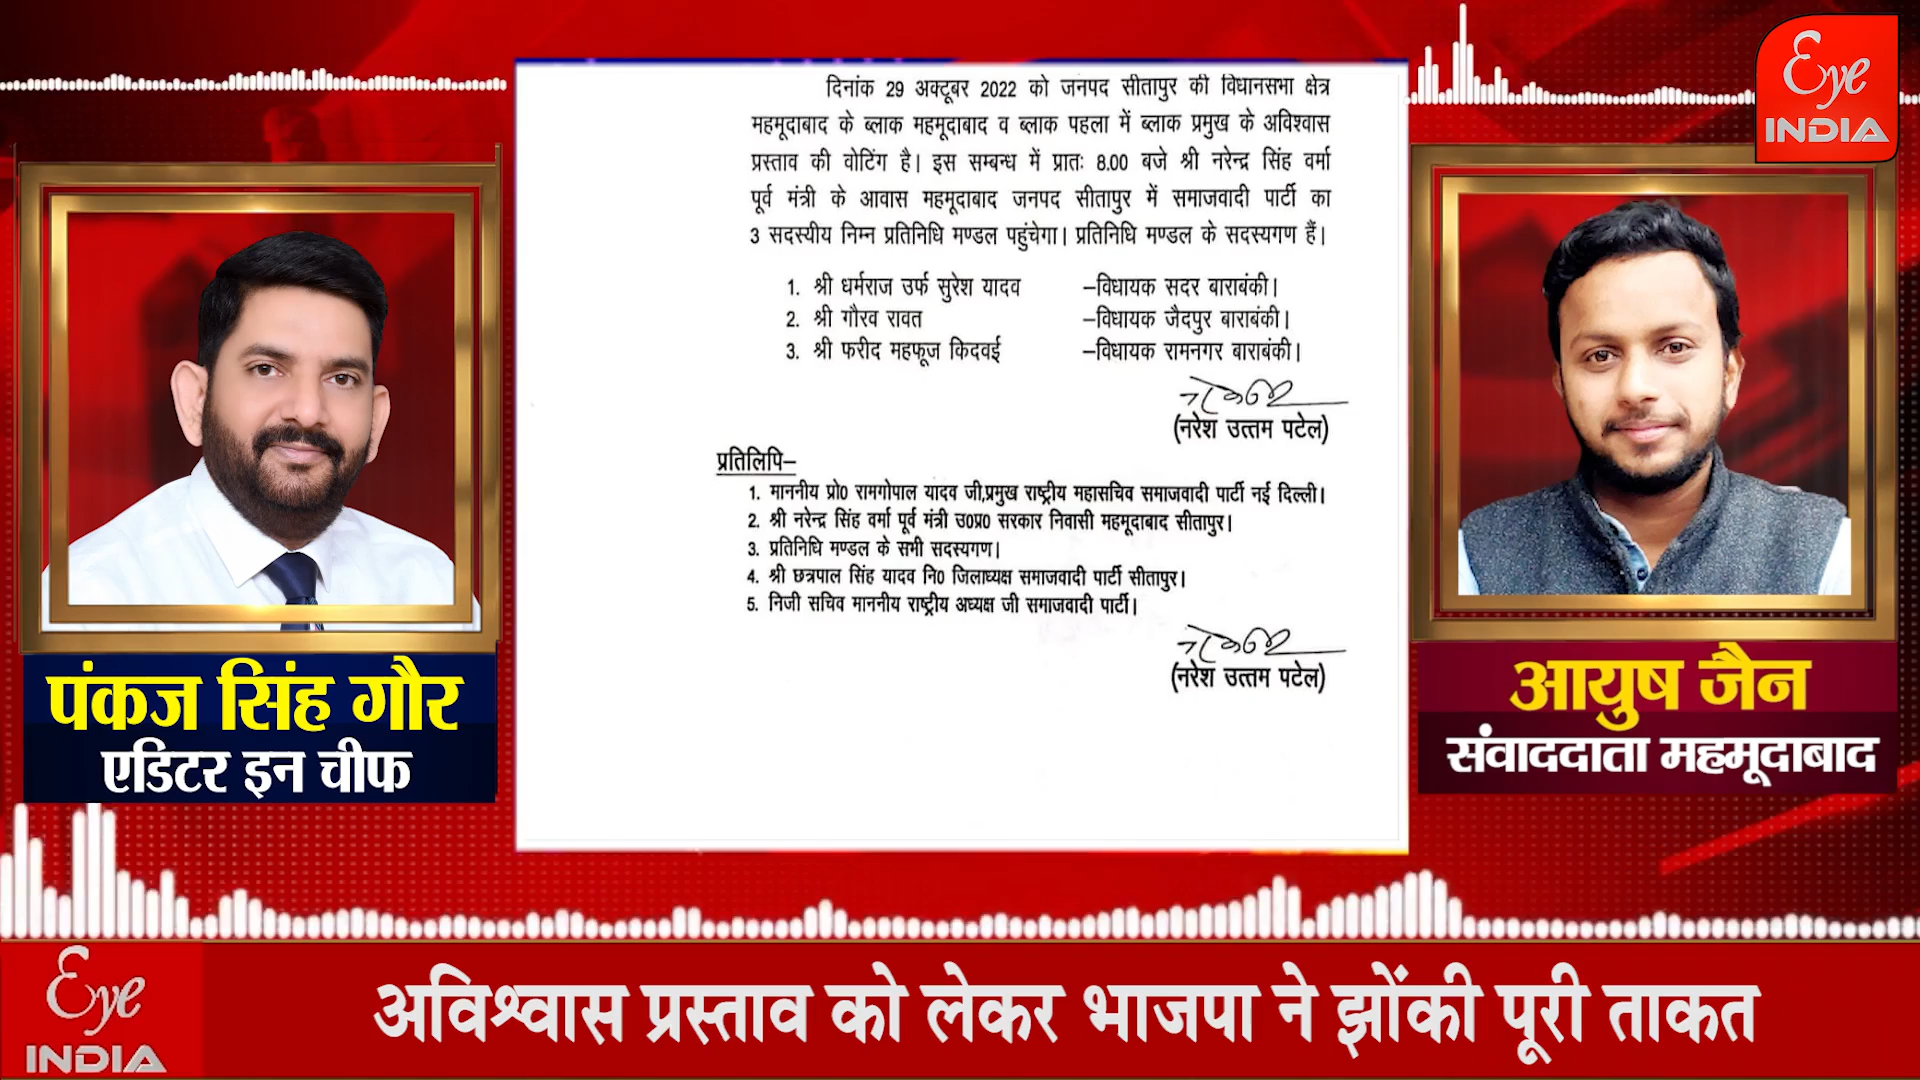 Eye
INDIA
दिनांक 29 अक्टूबर 2022 को जनपद सीतापुर की विधानसभा क्षेत्र
महमूदाबाद के ब्लाक महमूदाबाद व ब्लाक पहला में ब्लाक प्रमुख के अविश्वास
प्रस्ताव की वोटिंग है। इस सम्बन्ध में प्रातः 8.00 बजे श्री नरेन्द्र सिंह वर्मा
पूर्व मंत्री के आवास महमूदाबाद जनपद सीतापुर में समाजवादी पार्टी का
3 सदस्यीय निम्न प्रतिनिधि मण्डल पहुंचेगा। प्रतिनिधि मण्डल के सदस्यगण हैं।
1. श्री धर्मराज उर्फ सुरेश यादव –विधायक सदर बाराबंकी।
2. श्री गौरव रावत –विधायक जैदपुर बाराबंकी।
3. श्री फरीद महफूज किदवई –विधायक रामनगर बाराबंकी।
(नरेश उत्तम पटेल)
प्रतिलिपि–
1. माननीय प्रो0 रामगोपाल यादव जी,प्रमुख राष्ट्रीय महासचिव समाजवादी पार्टी नई दिल्ली।
2. श्री नरेन्द्र सिंह वर्मा पूर्व मंत्री उ0प्र0 सरकार निवासी महमूदाबाद सीतापुर।
3. प्रतिनिधि मण्डल के सभी सदस्यगण।
4. श्री छत्रपाल सिंह यादव नि0 जिलाध्यक्ष समाजवादी पार्टी सीतापुर।
5. निजी सचिव माननीय राष्ट्रीय अध्यक्ष जी समाजवादी पार्टी।
(नरेश उत्तम पटेल)
पंकज सिंह गौर
एडिटर इन चीफ
आयुष जैन
संवाददाता महमूदाबाद
Eye
INDIA
अविश्वास प्रस्ताव को लेकर भाजपा ने झोंकी पूरी ताकत